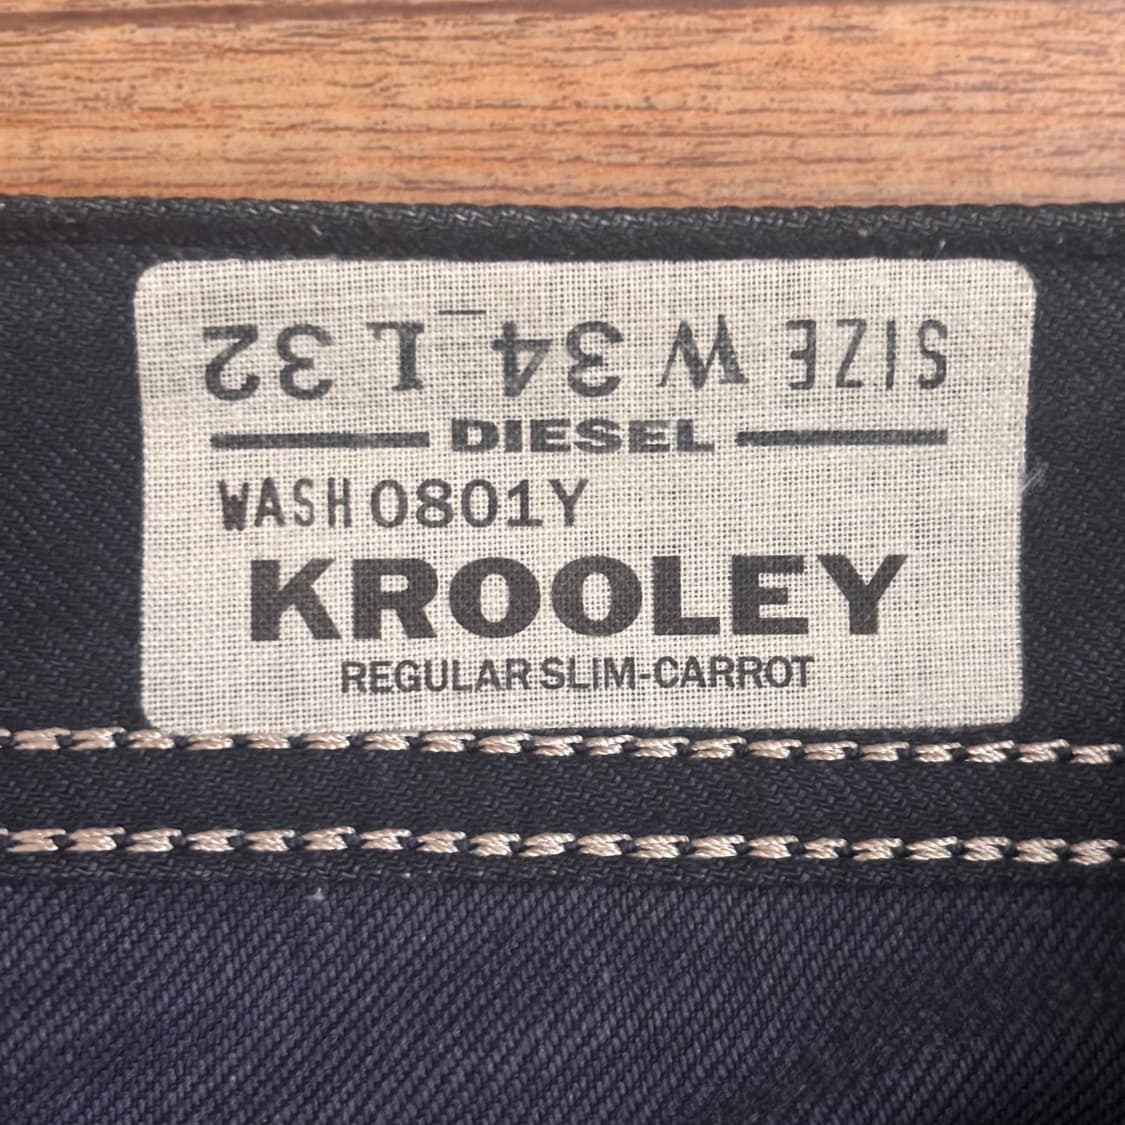 SIZE W 34 L 32
DIESEL
WASH 0801Y
KROOLEY
REGULAR SLIM-CARROT